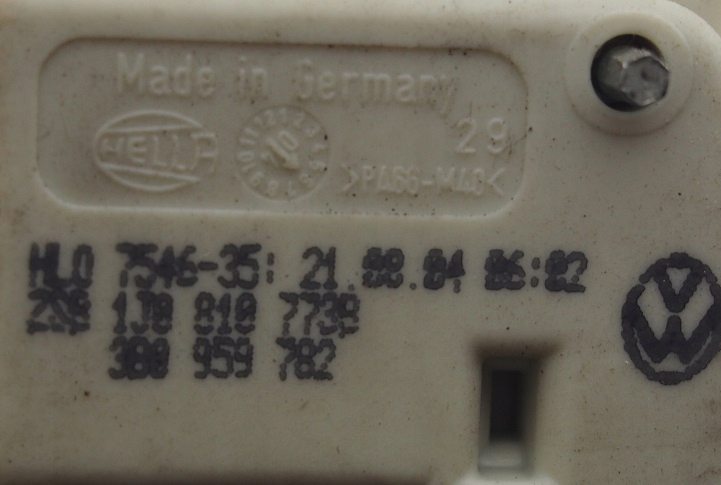 Made in Germany
HELLA
29
>PA66-M40<
HLO 7546-35: 21.08.04 06:02
1J0 810 773B
3B0 959 782